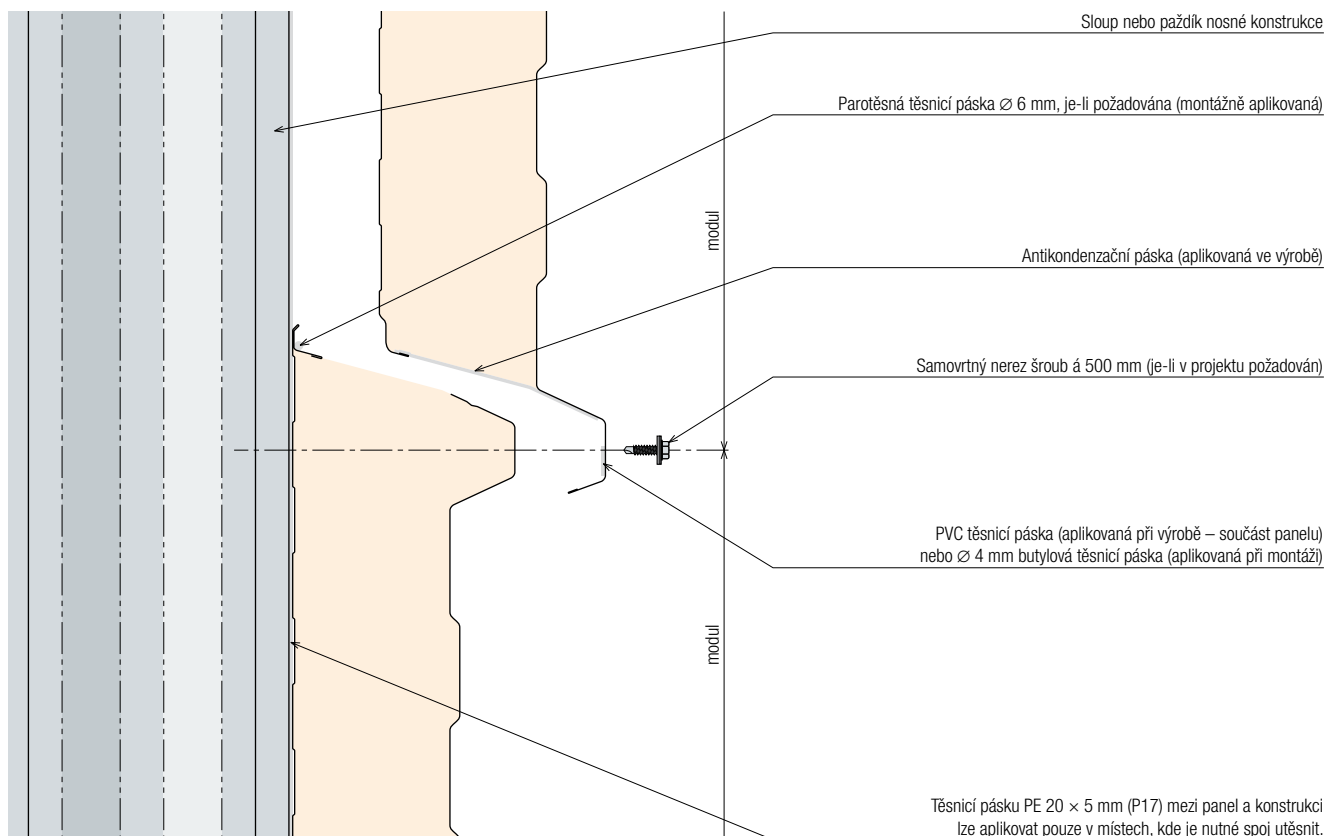 Sloup nebo paždík nosné konstrukce
Parotěsná těsnicí páska ∅ 6 mm, je-li požadována (montážně aplikovaná)
modul
Antikondenzační páska (aplikovaná ve výrobě)
Samovrtný nerez šroub á 500 mm (je-li v projektu požadován)
PVC těsnicí páska (aplikovaná při výrobě – součást panelu)
nebo ∅ 4 mm butylová těsnicí páska (aplikovaná při montáži)
modul
Těsnicí pásku PE 20 × 5 mm (P17) mezi panel a konstrukci
lze aplikovat pouze v místech, kde je nutné spoj utěsnit.